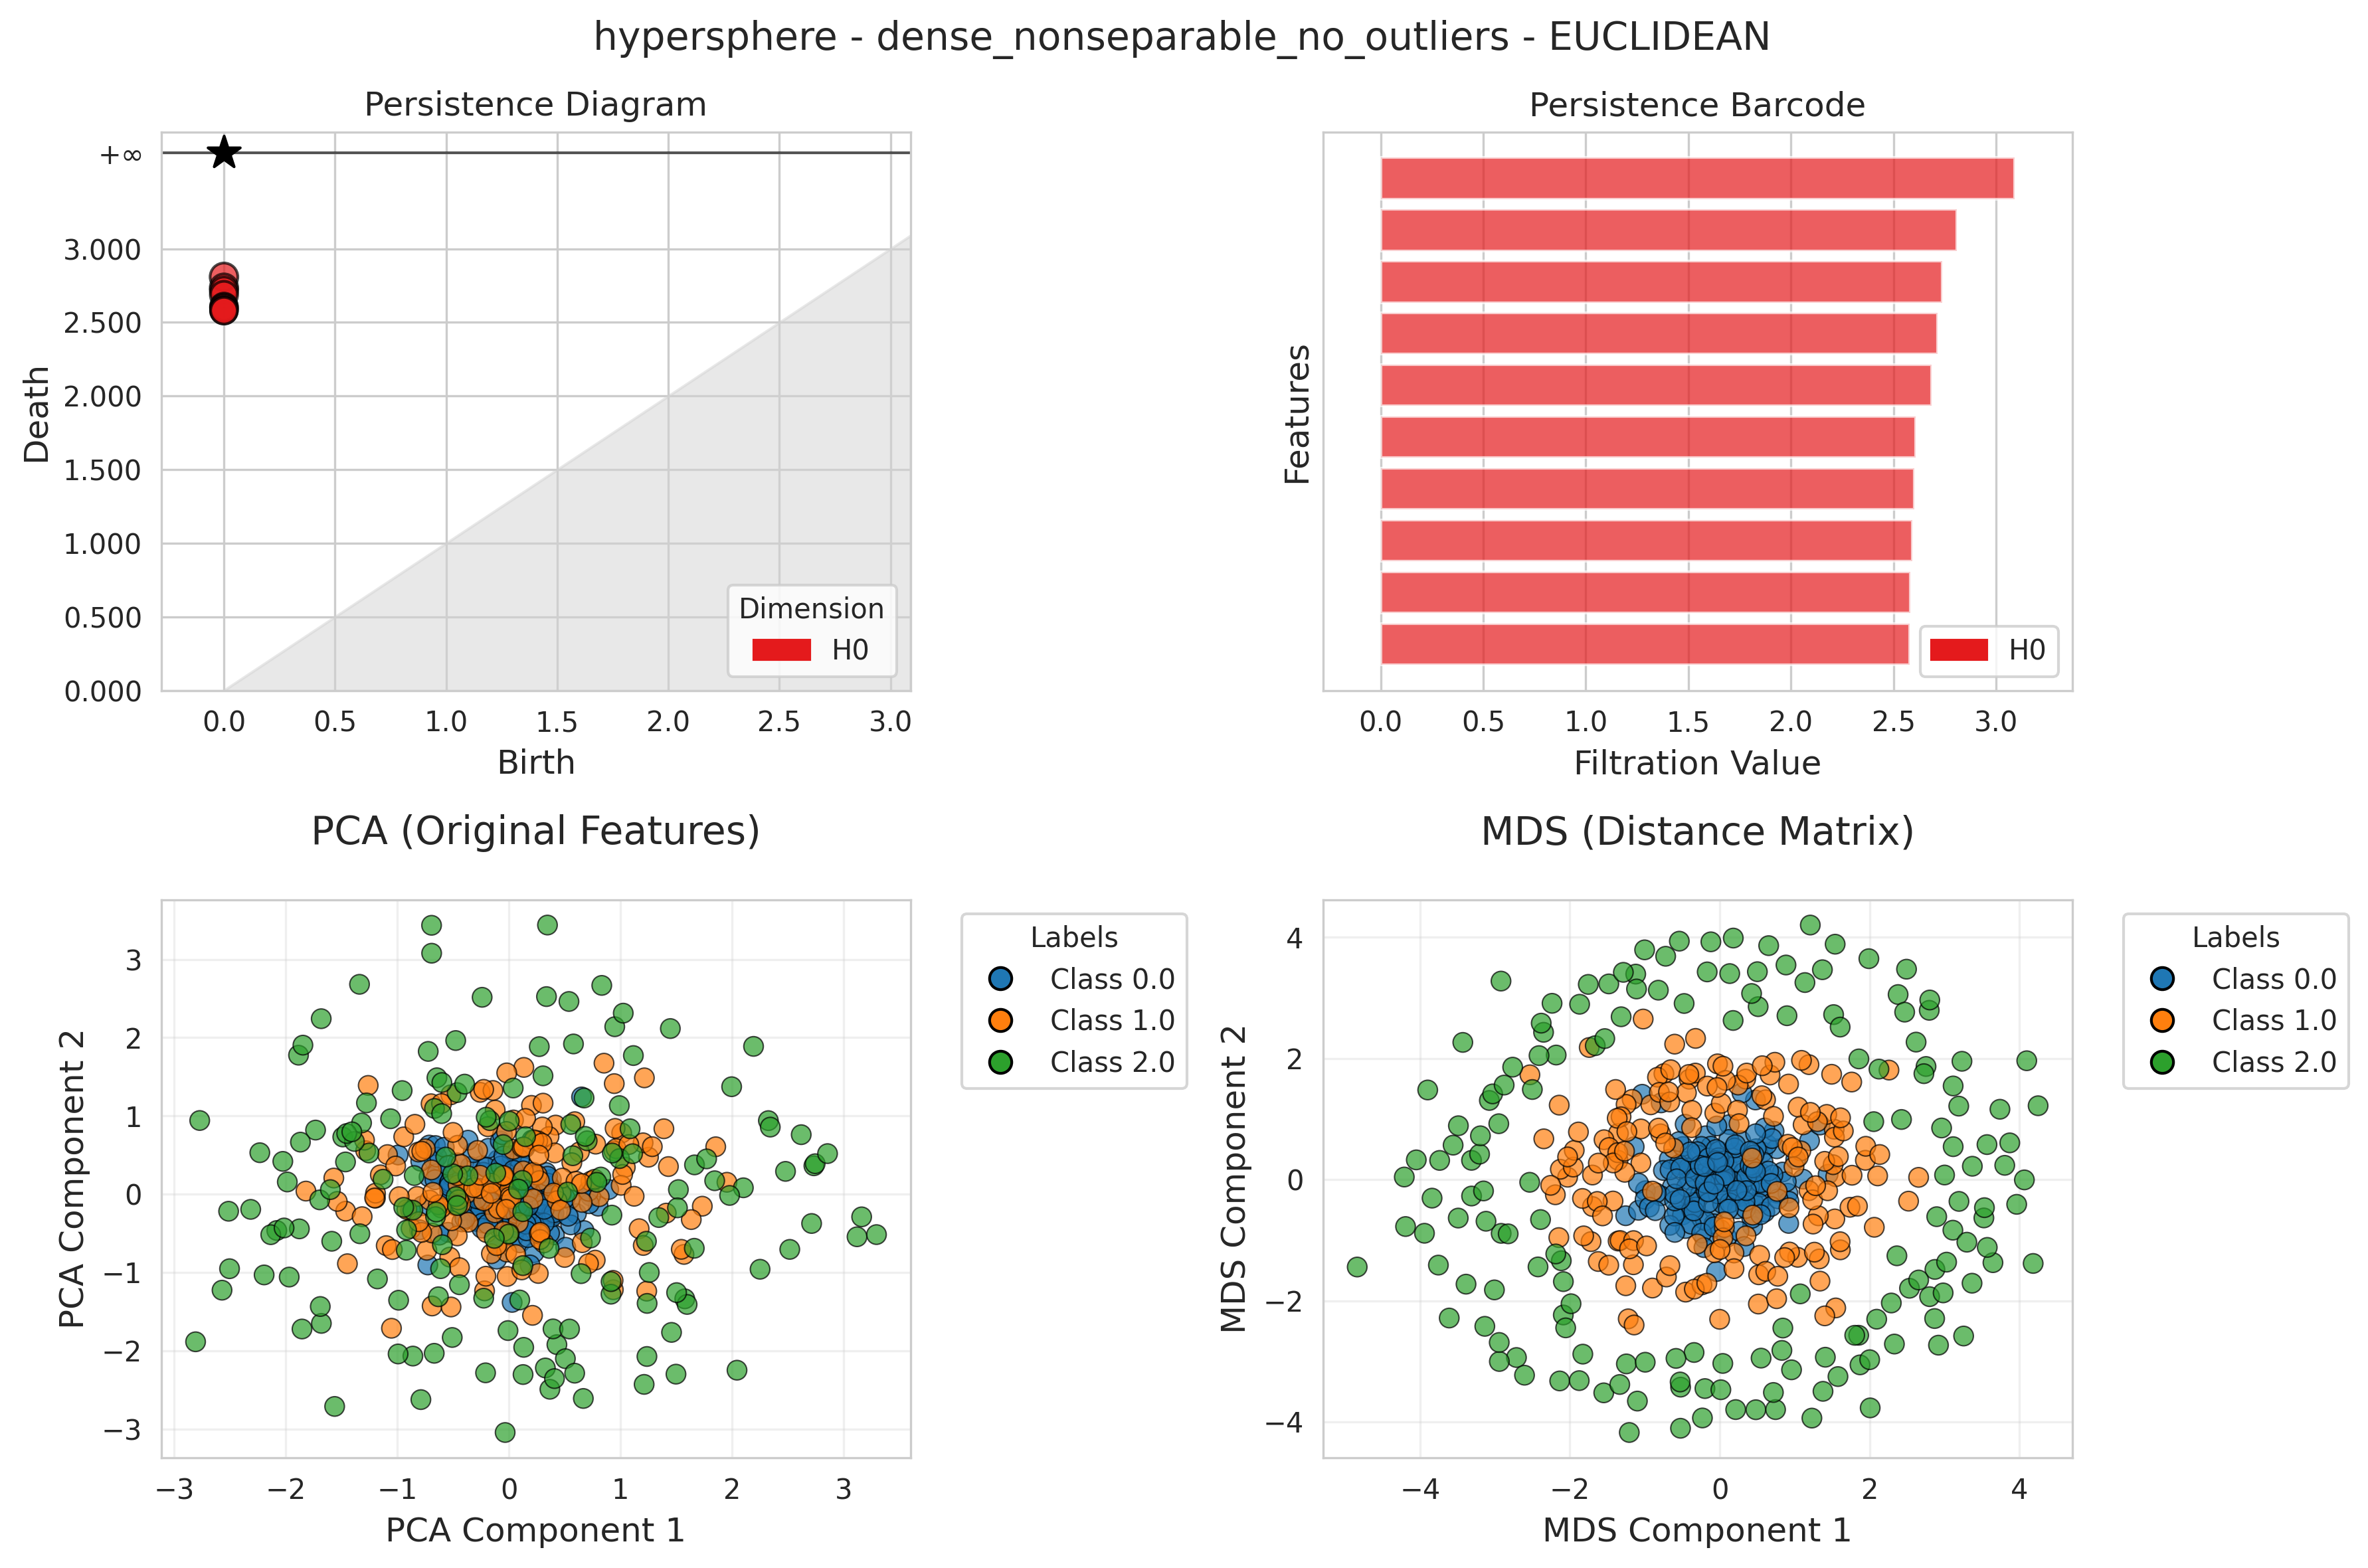 hypersphere - dense_nonseparable_no_outliers - EUCLIDEAN
Persistence Diagram
+∞
3.000
2.500
2.000
1.500
1.000
0.500
0.000
Death
0.0 0.5 1.0 1.5 2.0 2.5 3.0
Birth
Dimension
H0
Persistence Barcode
Features
0.0 0.5 1.0 1.5 2.0 2.5 3.0
Filtration Value
H0
PCA (Original Features)
3
2
1
0
−1
−2
−3
PCA Component 2
−3 −2 −1 0 1 2 3
PCA Component 1
Labels
Class 0.0
Class 1.0
Class 2.0
MDS (Distance Matrix)
4
2
0
−2
−4
MDS Component 2
−4 −2 0 2 4
MDS Component 1
Labels
Class 0.0
Class 1.0
Class 2.0